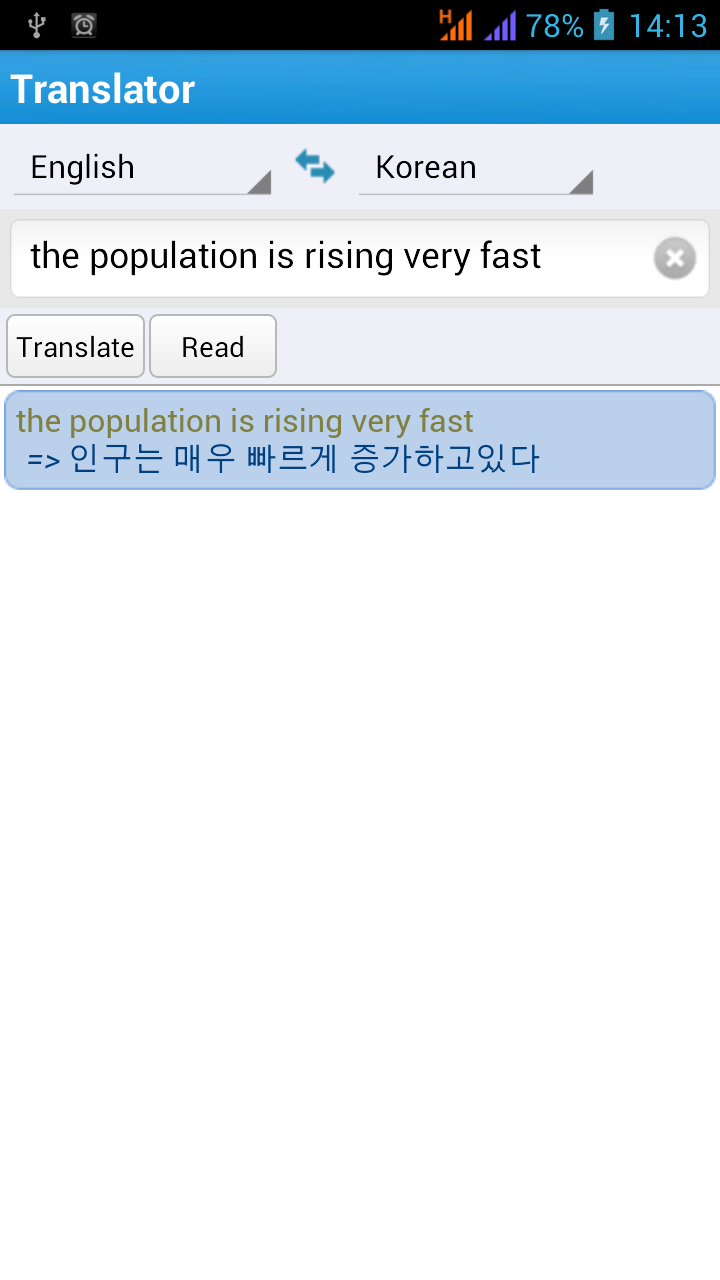 H 78% 14:13
Translator
English Korean
the population is rising very fast
Translate Read
the population is rising very fast
=> 인구는 매우 빠르게 증가하고있다